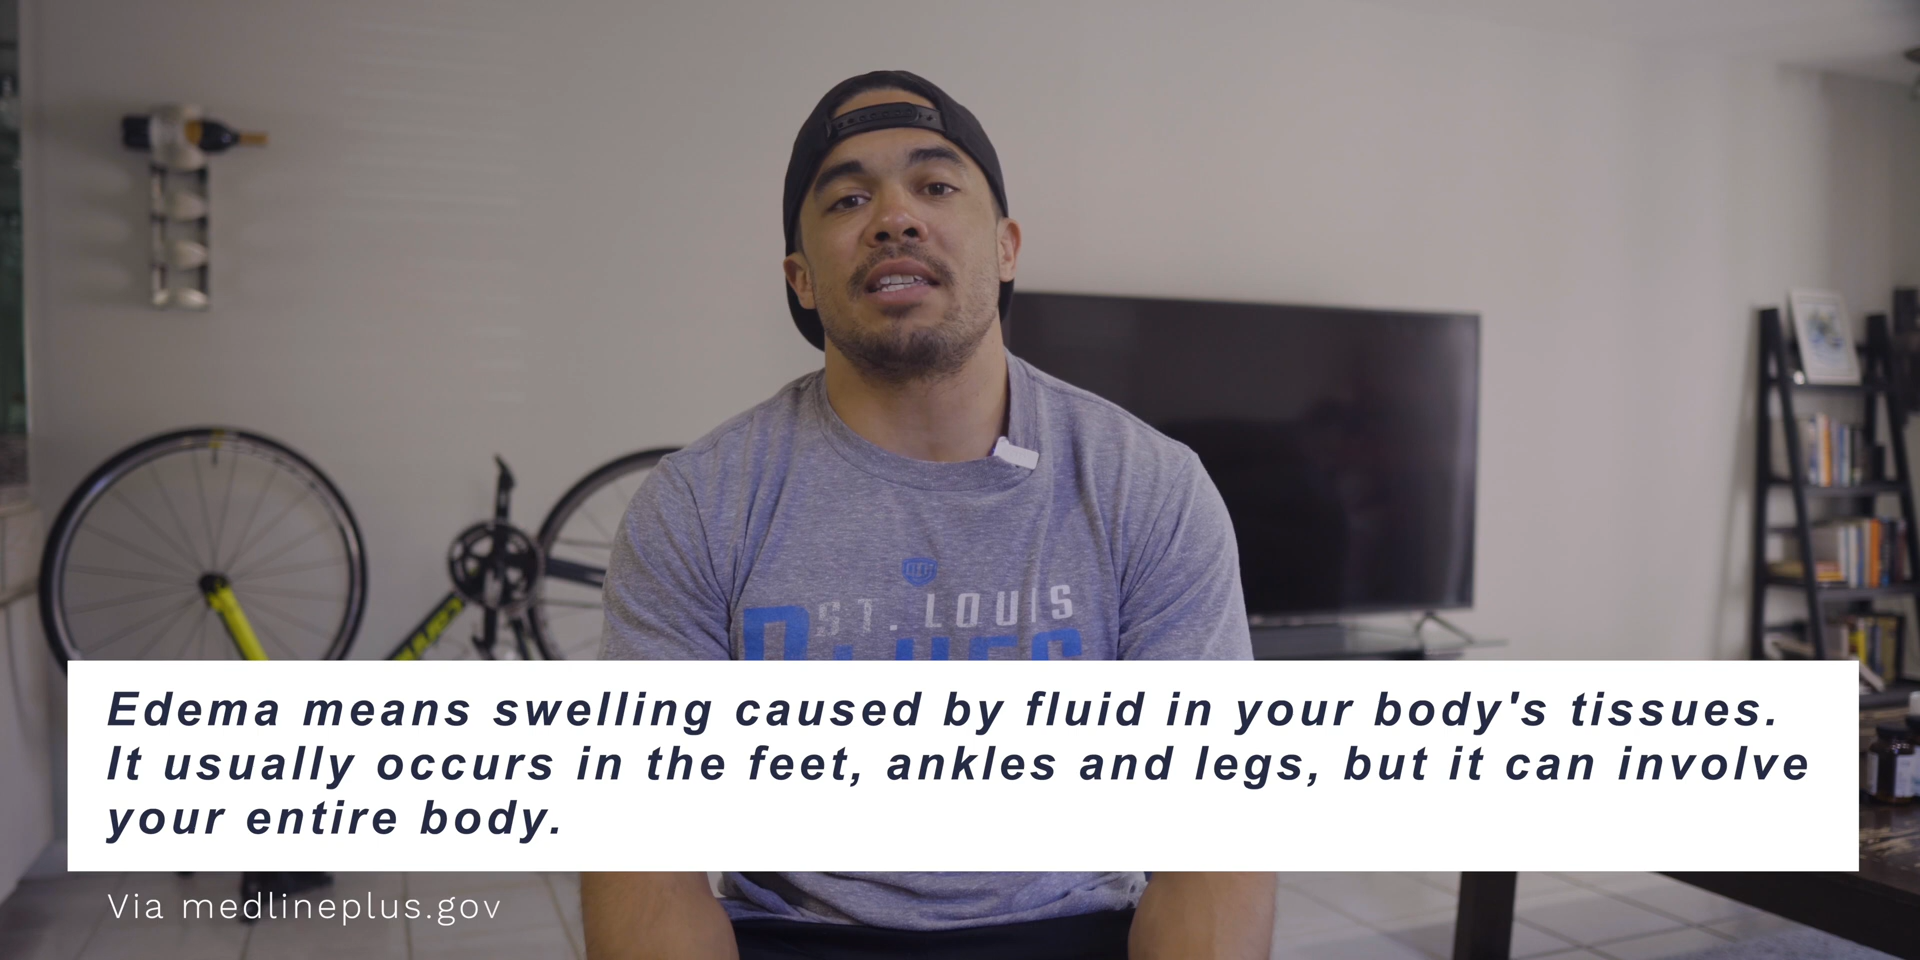 ST. LOUIS
Edema means swelling caused by fluid in your body's tissues.
It usually occurs in the feet, ankles and legs, but it can involve
your entire body.
Via medlineplus.gov